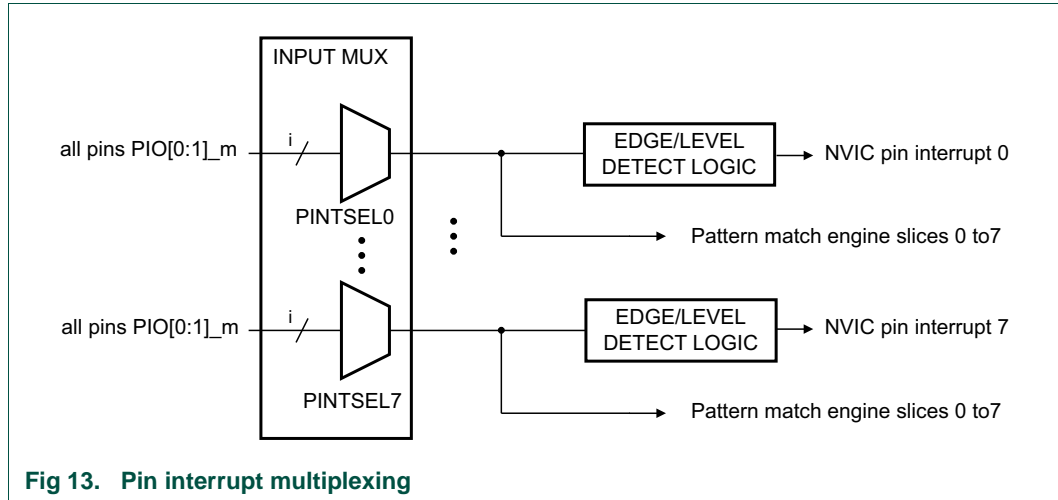 INPUT MUX
all pins PIO[0:1]_m
i
PINTSEL0
EDGE/LEVEL
DETECT LOGIC
NVIC pin interrupt 0
Pattern match engine slices 0 to7
all pins PIO[0:1]_m
i
PINTSEL7
EDGE/LEVEL
DETECT LOGIC
NVIC pin interrupt 7
Pattern match engine slices 0 to7
Fig 13. Pin interrupt multiplexing